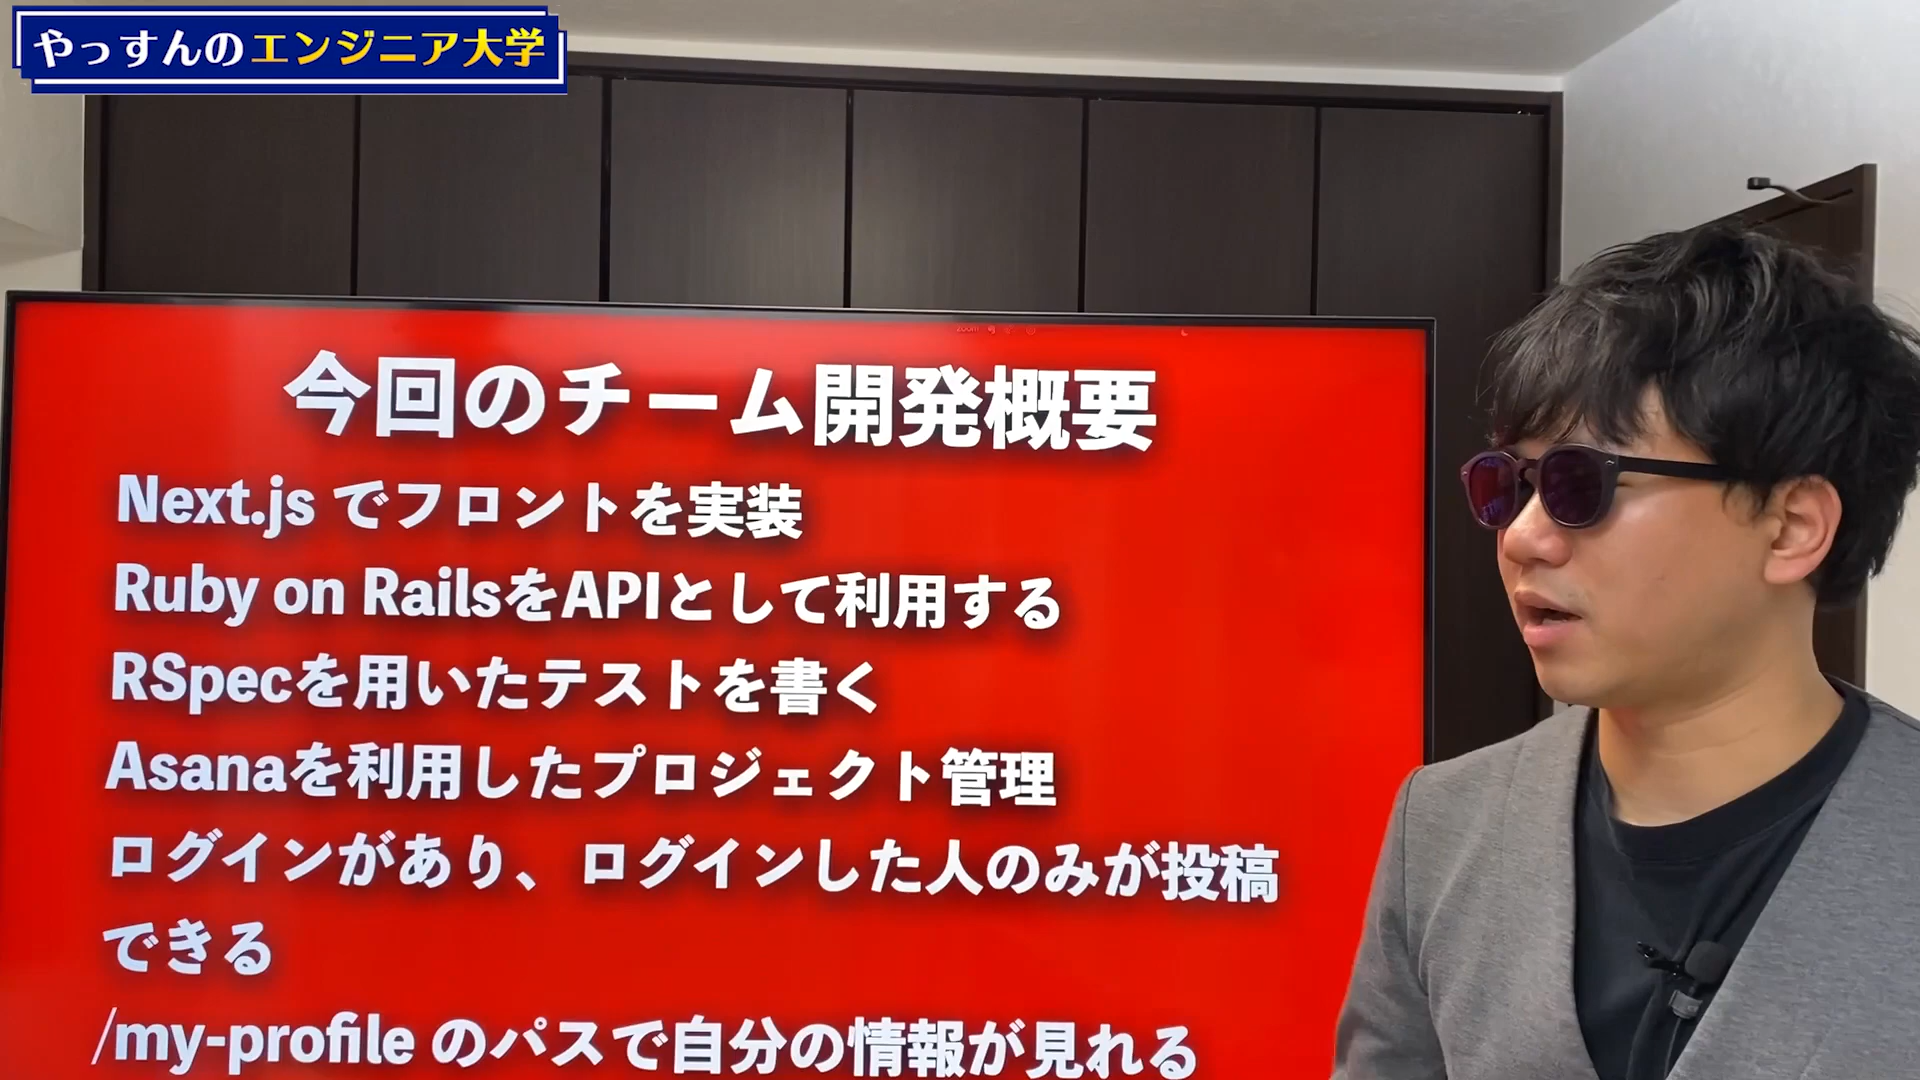 やっすんのエンジニア大学
zoom
今回のチーム開発概要
Next.js でフロントを実装
Ruby on RailsをAPIとして利用する
RSpecを用いたテストを書く
Asanaを利用したプロジェクト管理
ログインがあり、ログインした人のみが投稿
できる
/my-profile のパスで自分の情報が見れる